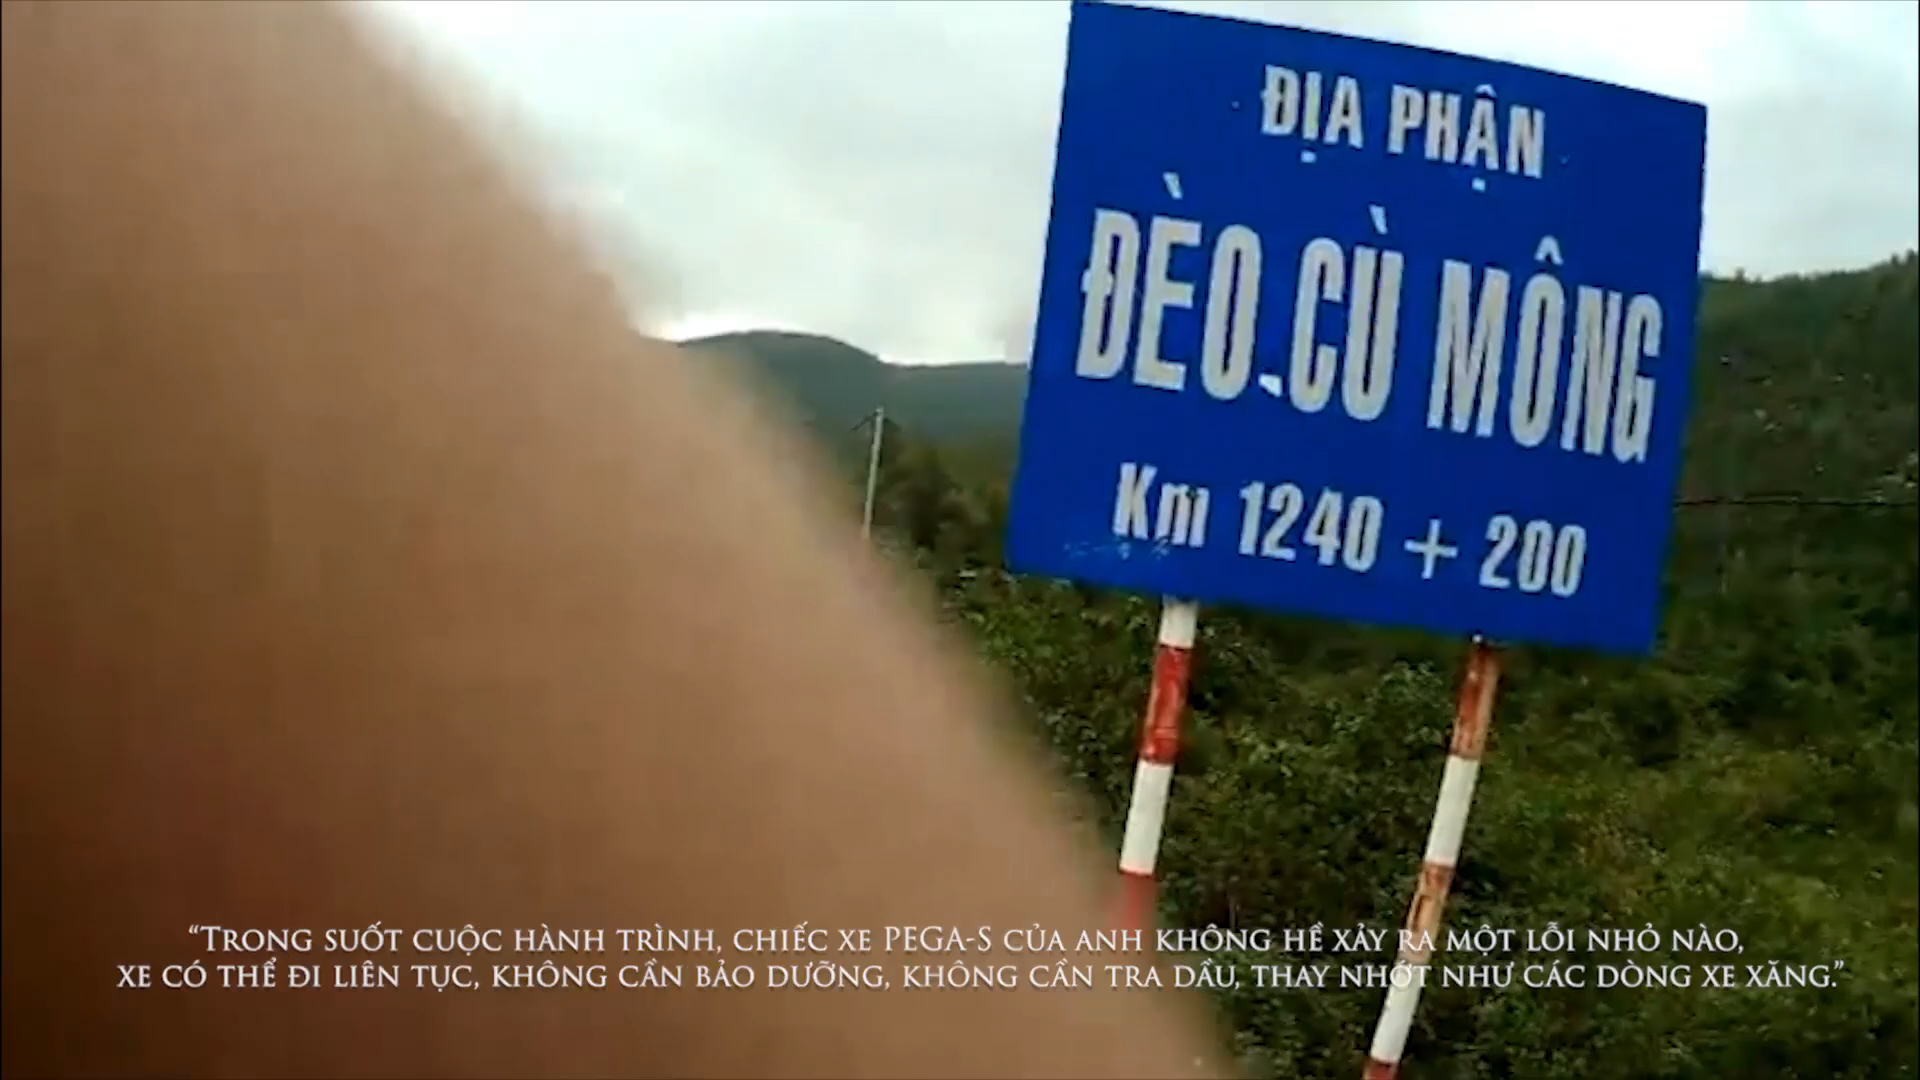 ĐỊA PHẬN
ĐÈO CÙ MÔNG
Km 1240 + 200
“TRONG SUỐT CUỘC HÀNH TRÌNH, CHIẾC XE PEGA-S CỦA ANH KHÔNG HỀ XẢY RA MỘT LỖI NHỎ NÀO,
XE CÓ THỂ ĐI LIÊN TỤC, KHÔNG CẦN BẢO DƯỠNG, KHÔNG CẦN TRA DẦU, THAY NHỚT NHƯ CÁC DÒNG XE XĂNG.”